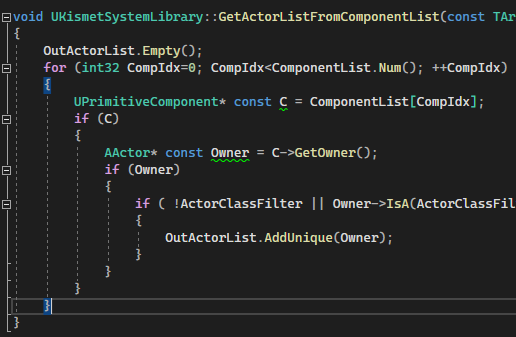 void UKismetSystemLibrary::GetActorListFromComponentList(const TAr
{
OutActorList.Empty();
for (int32 CompIdx=0; CompIdx<ComponentList.Num(); ++CompIdx)
{
UPrimitiveComponent* const C = ComponentList[CompIdx];
if (C)
{
AActor* const Owner = C->GetOwner();
if (Owner)
{
if ( !ActorClassFilter || Owner->IsA(ActorClassFil
{
OutActorList.AddUnique(Owner);
}
}
}
}
}